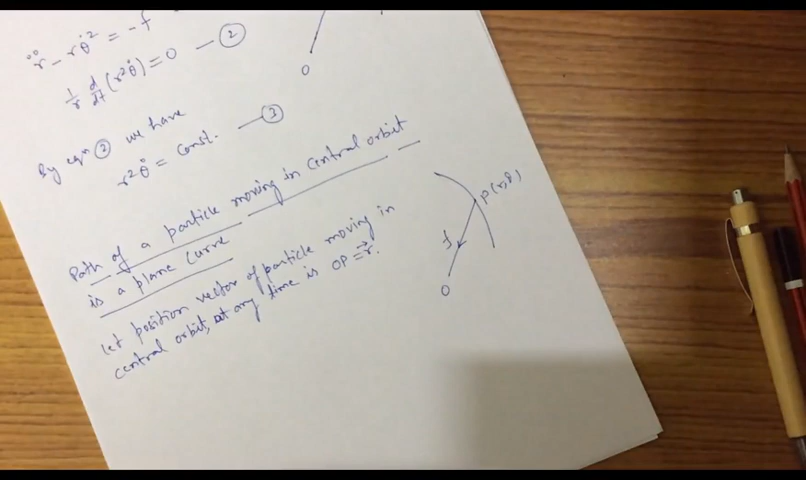 r̈ - rθ̇² = -f
1/r d/dt (r²θ̇) = 0 — ②
By eqn ② we have
r²θ̇ = const. — ③
Path of a particle moving in central orbit
is a plane curve
Let position vector of particle moving in
central orbit, at any time is OP = r⃗.
O
P(r,θ)
f
O